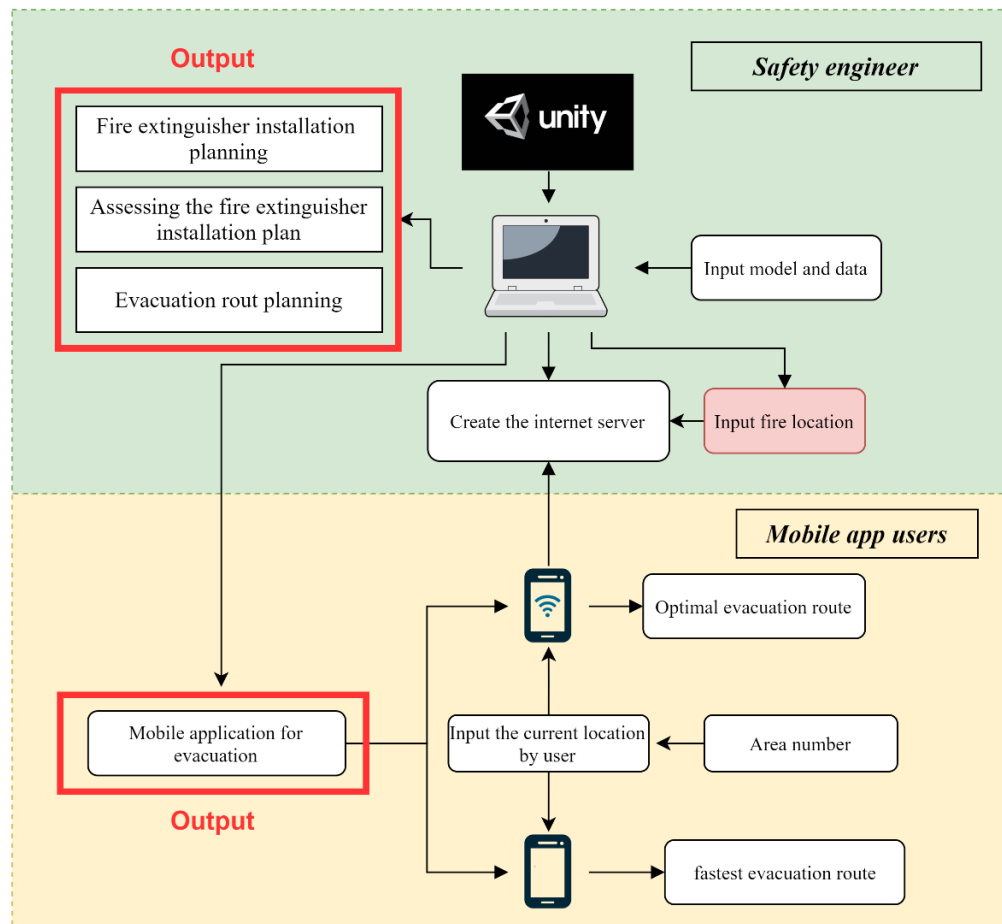 Output
Safety engineer
unity
Fire extinguisher installation
planning
Assessing the fire extinguisher
installation plan
Evacuation rout planning
Input model and data
Create the internet server
Input fire location
Mobile app users
Optimal evacuation route
Mobile application for
evacuation
Input the current location
by user
Area number
Output
fastest evacuation route